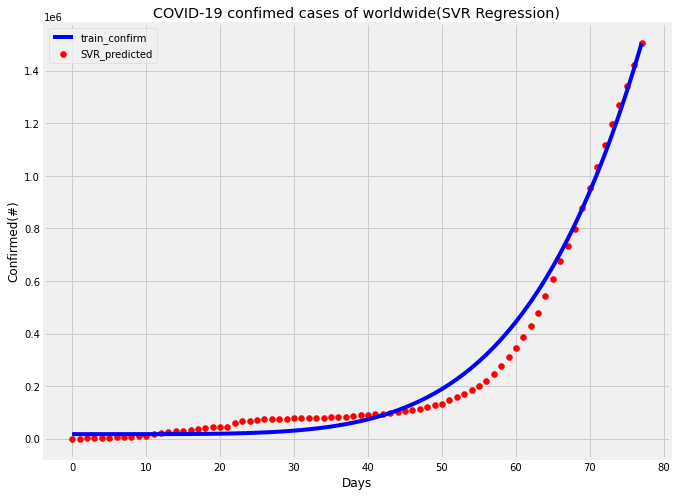 COVID-19 confimed cases of worldwide(SVR Regression)
1e6
train_confirm
SVR_predicted
1.4
1.2
1.0
0.8
0.6
0.4
0.2
0.0
Confirmed(#)
0 10 20 30 40 50 60 70 80
Days